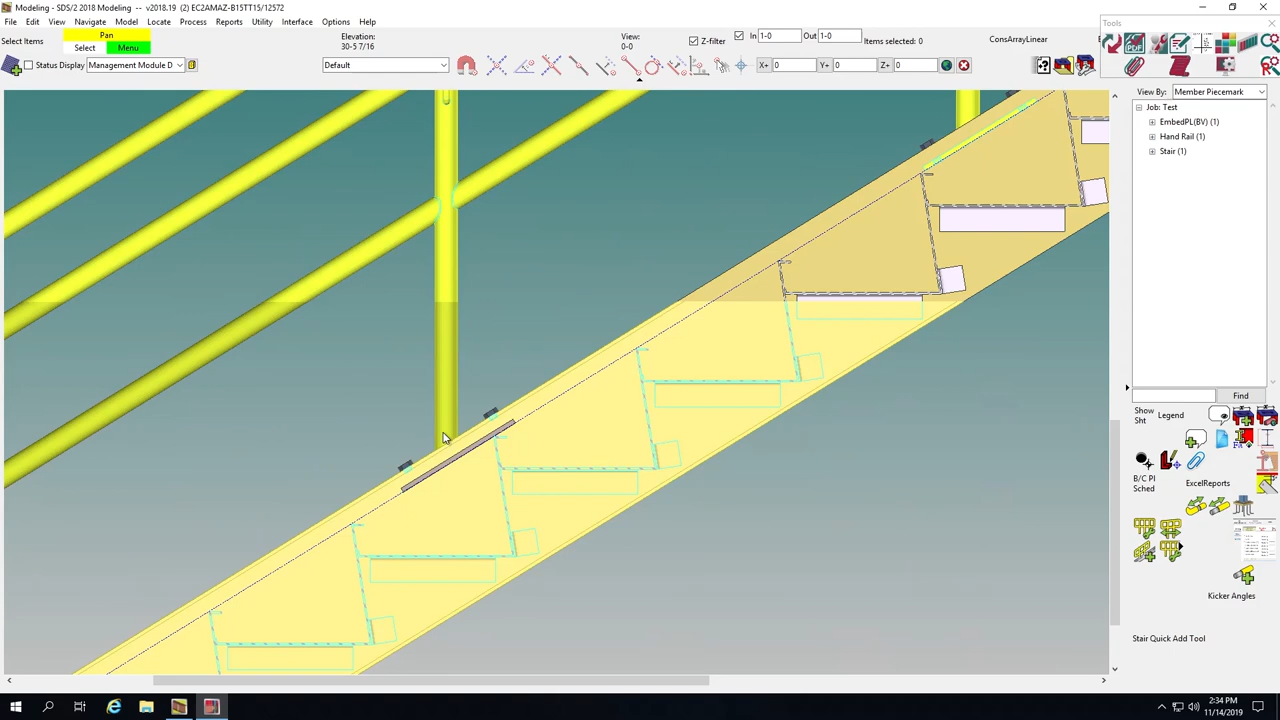 Modeling - SDS/2 2018 Modeling -- v2018.19 (2) EC2AMAZ-B15TT15/12572
File Edit View Navigate Model Locate Process Reports Utility Interface Options Help
Tools
Select Items
Pan
Select
Menu
Elevation:
30-5 7/16
View:
0-0
Z-filter
In
1-0
Out
1-0
Items selected: 0
ConsArrayLinear
Status Display
Management Module D
Default
X+
0
Y+
0
Z+
0
View By:
Member Piecemark
Job: Test
EmbedPL(BV) (1)
Hand Rail (1)
Stair (1)
Find
Show
Sht
Legend
B/C Pl
Sched
ExcelReports
Kicker Angles
Stair Quick Add Tool
2:34 PM
11/14/2019